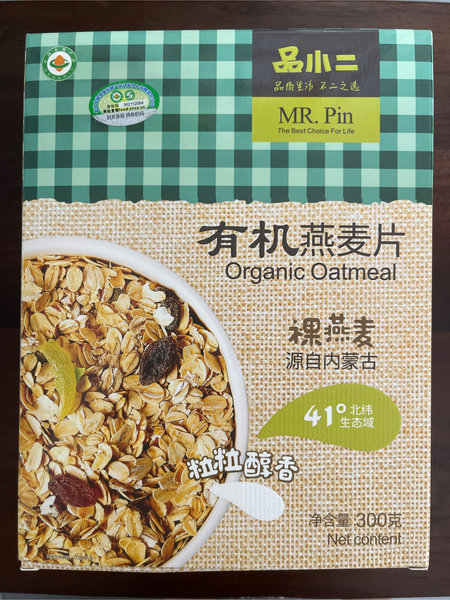 品小二
品质生活 不二之选
MR. Pin
The Best Choice For Life
有机燕麦片
Organic Oatmeal
裸燕麦
源自内蒙古
41°北纬
生态域
粒粒醇香
净含量:300克
Net content